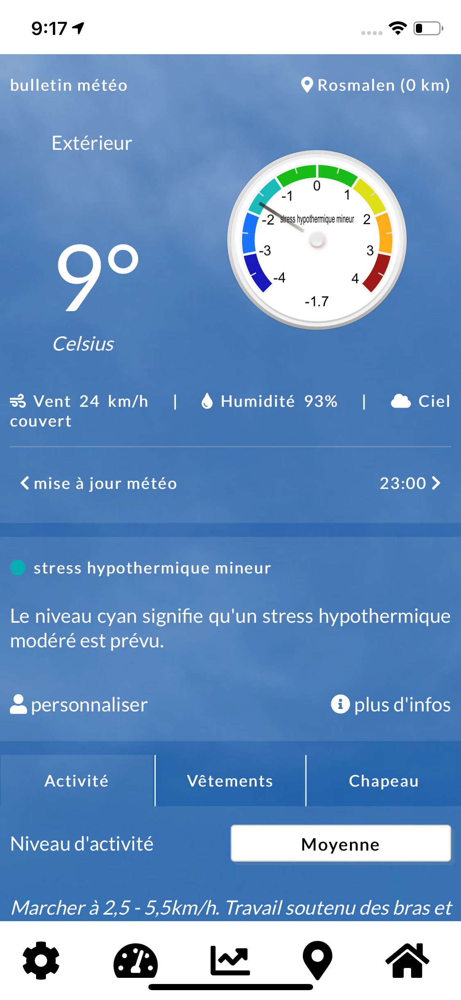 9:17
bulletin météo
Rosmalen (0 km)
Extérieur
9°
Celsius
0
-1
1
-2
stress hypothermique mineur
2
-3
3
-4
4
-1.7
Vent 24 km/h | Humidité 93% | Ciel
couvert
mise à jour météo
23:00
stress hypothermique mineur
Le niveau cyan signifie qu'un stress hypothermique
modéré est prévu.
personnaliser
plus d'infos
Activité
Vêtements
Chapeau
Niveau d'activité
Moyenne
Marcher à 2,5 - 5,5km/h. Travail soutenu des bras et